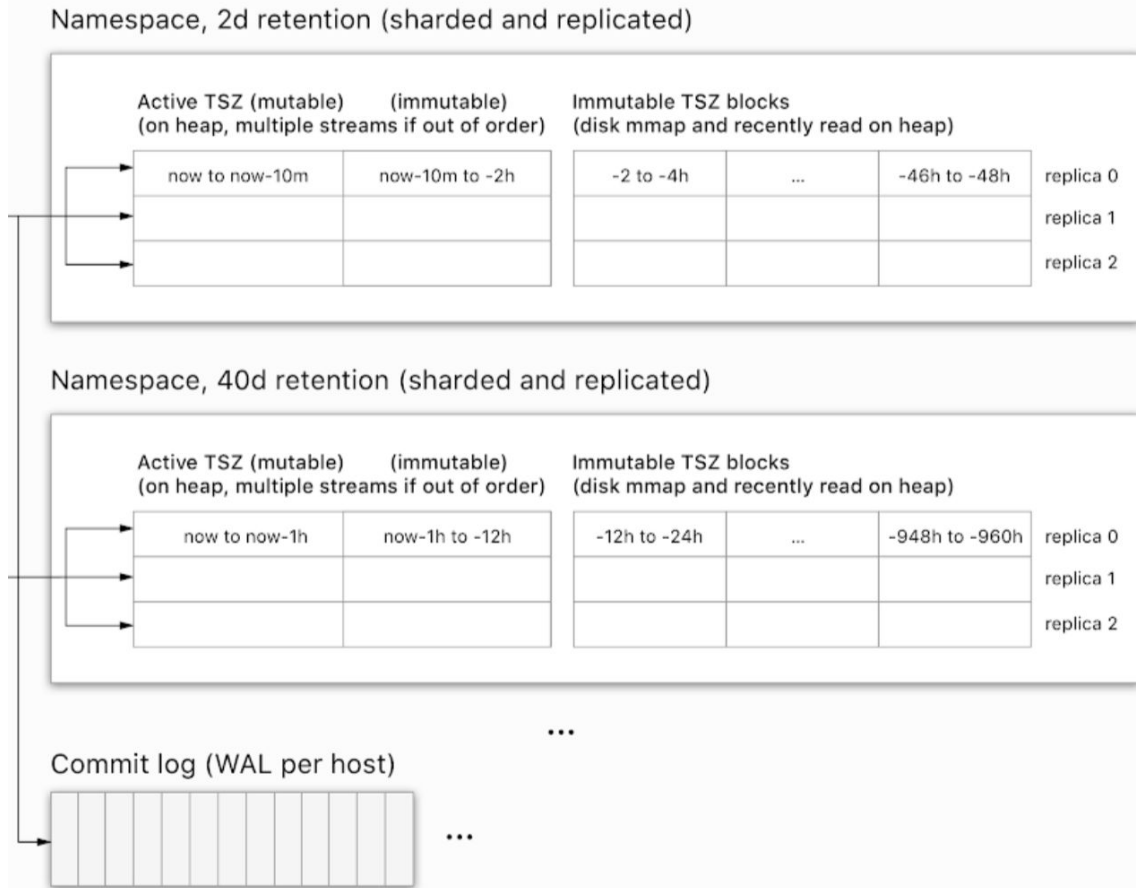 Namespace, 2d retention (sharded and replicated)
Active TSZ (mutable) (immutable) Immutable TSZ blocks
(on heap, multiple streams if out of order) (disk mmap and recently read on heap)
now to now-10m now-10m to -2h -2 to -4h ... -46h to -48h replica 0
replica 1
replica 2
Namespace, 40d retention (sharded and replicated)
Active TSZ (mutable) (immutable) Immutable TSZ blocks
(on heap, multiple streams if out of order) (disk mmap and recently read on heap)
now to now-1h now-1h to -12h -12h to -24h ... -948h to -960h replica 0
replica 1
replica 2
...
Commit log (WAL per host)
...